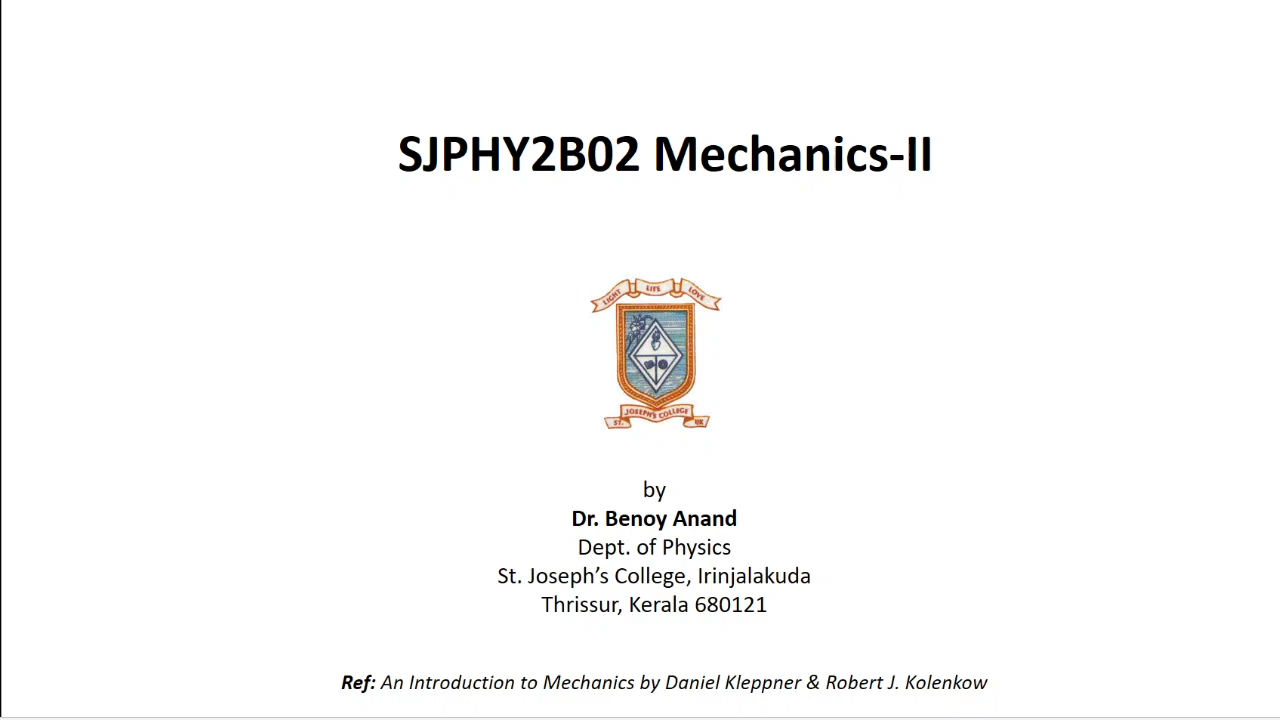 SJPHY2B02 Mechanics-II
LIGHT LIFE LOVE
JOSEPH'S COLLEGE
ST.
by
Dr. Benoy Anand
Dept. of Physics
St. Joseph’s College, Irinjalakuda
Thrissur, Kerala 680121
Ref: An Introduction to Mechanics by Daniel Kleppner & Robert J. Kolenkow